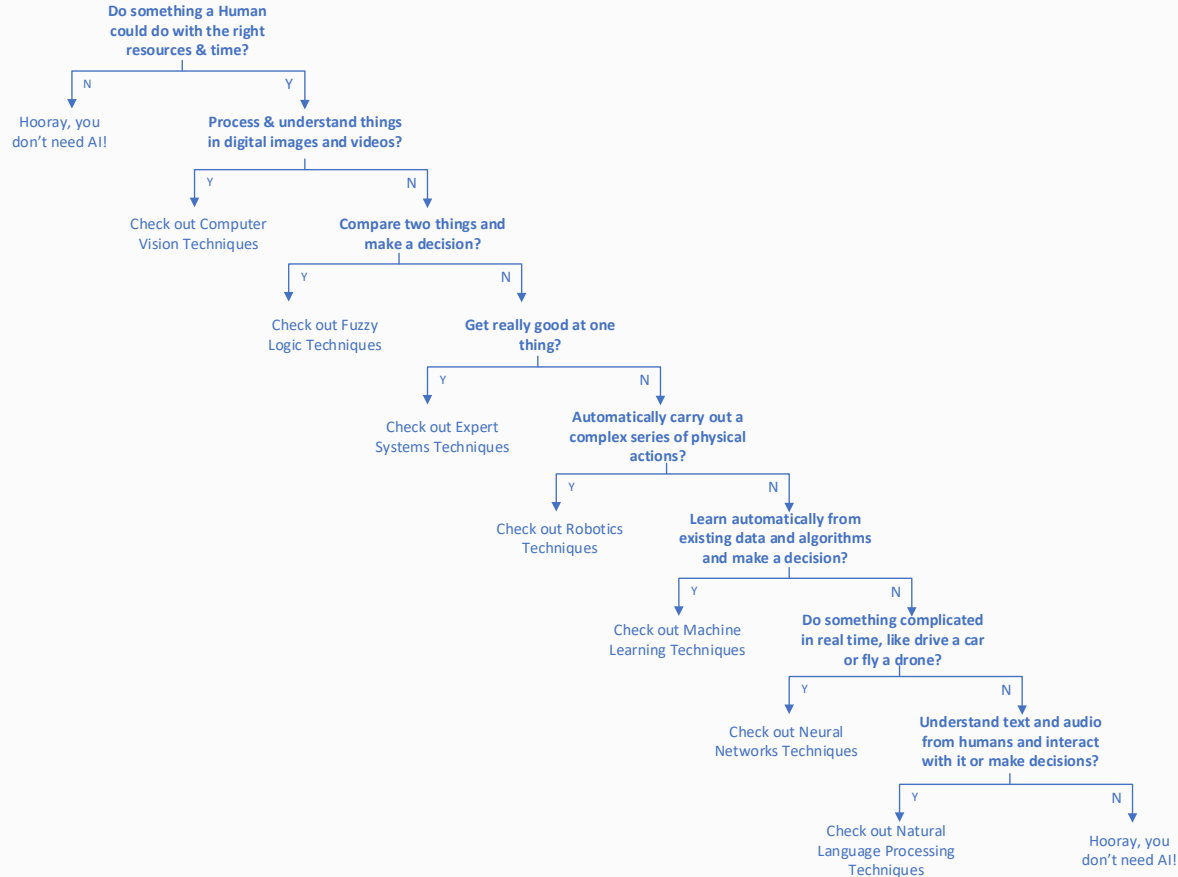 Do something a Human
could do with the right
resources & time?
N
Y
Hooray, you
don't need AI!
Process & understand things
in digital images and videos?
Y
N
Check out Computer
Vision Techniques
Compare two things and
make a decision?
Y
N
Check out Fuzzy
Logic Techniques
Get really good at one
thing?
Y
N
Check out Expert
Systems Techniques
Automatically carry out a
complex series of physical
actions?
Y
N
Check out Robotics
Techniques
Learn automatically from
existing data and algorithms
and make a decision?
Y
N
Check out Machine
Learning Techniques
Do something complicated
in real time, like drive a car
or fly a drone?
Y
N
Check out Neural
Networks Techniques
Understand text and audio
from humans and interact
with it or make decisions?
Y
N
Check out Natural
Language Processing
Techniques
Hooray, you
don't need AI!